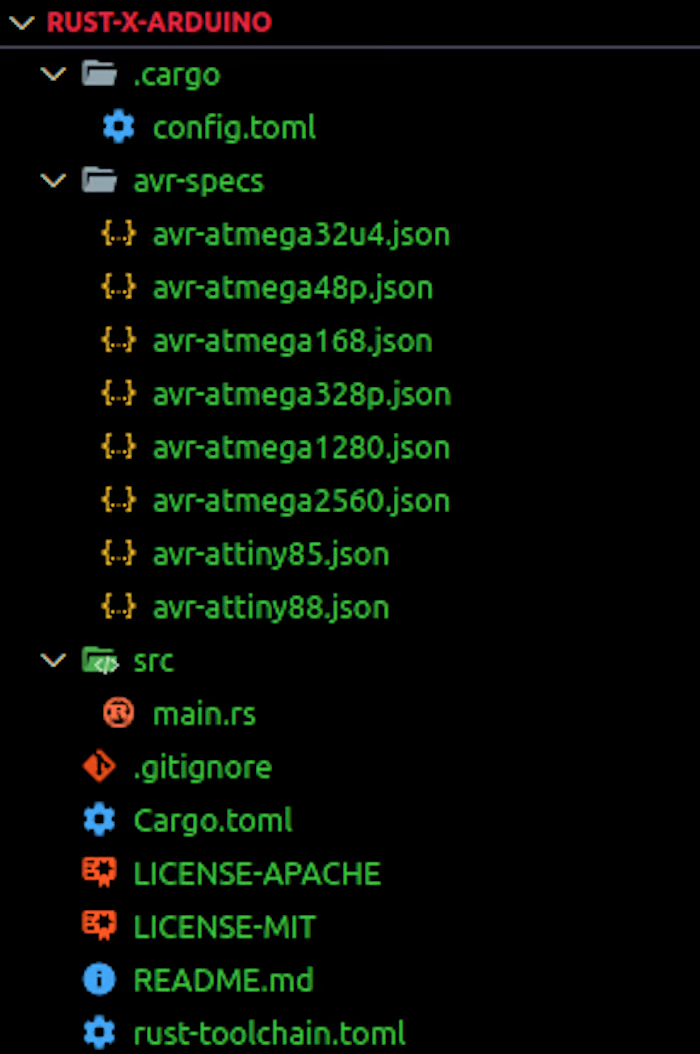 RUST-X-ARDUINO
.cargo
config.toml
avr-specs
{..} avr-atmega32u4.json
{..} avr-atmega48p.json
{..} avr-atmega168.json
{..} avr-atmega328p.json
{..} avr-atmega1280.json
{..} avr-atmega2560.json
{..} avr-attiny85.json
{..} avr-attiny88.json
src
main.rs
.gitignore
Cargo.toml
LICENSE-APACHE
LICENSE-MIT
README.md
rust-toolchain.toml